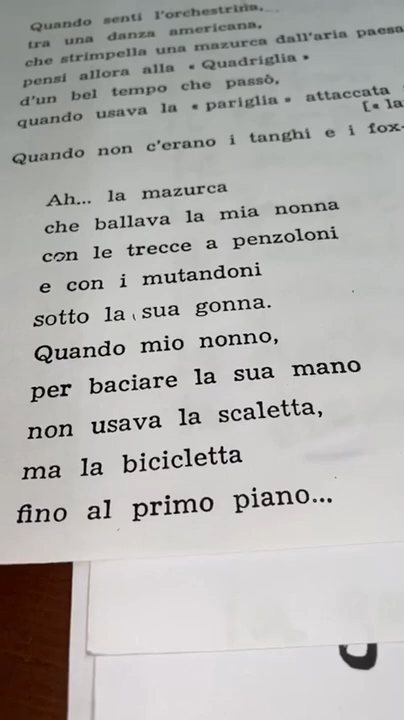 Quando senti l'orchestrina,
tra una danza americana,
che strimpella una mazurca dall'aria paesa
pensi allora alla « Quadriglia »
d'un bel tempo che passò,
quando usava la « pariglia » attaccata
[« la
Quando non c'erano i tanghi e i fox-
Ah... la mazurca
che ballava la mia nonna
con le trecce a penzoloni
e con i mutandoni
sotto la sua gonna.
Quando mio nonno,
per baciare la sua mano
non usava la scaletta,
ma la bicicletta
fino al primo piano...